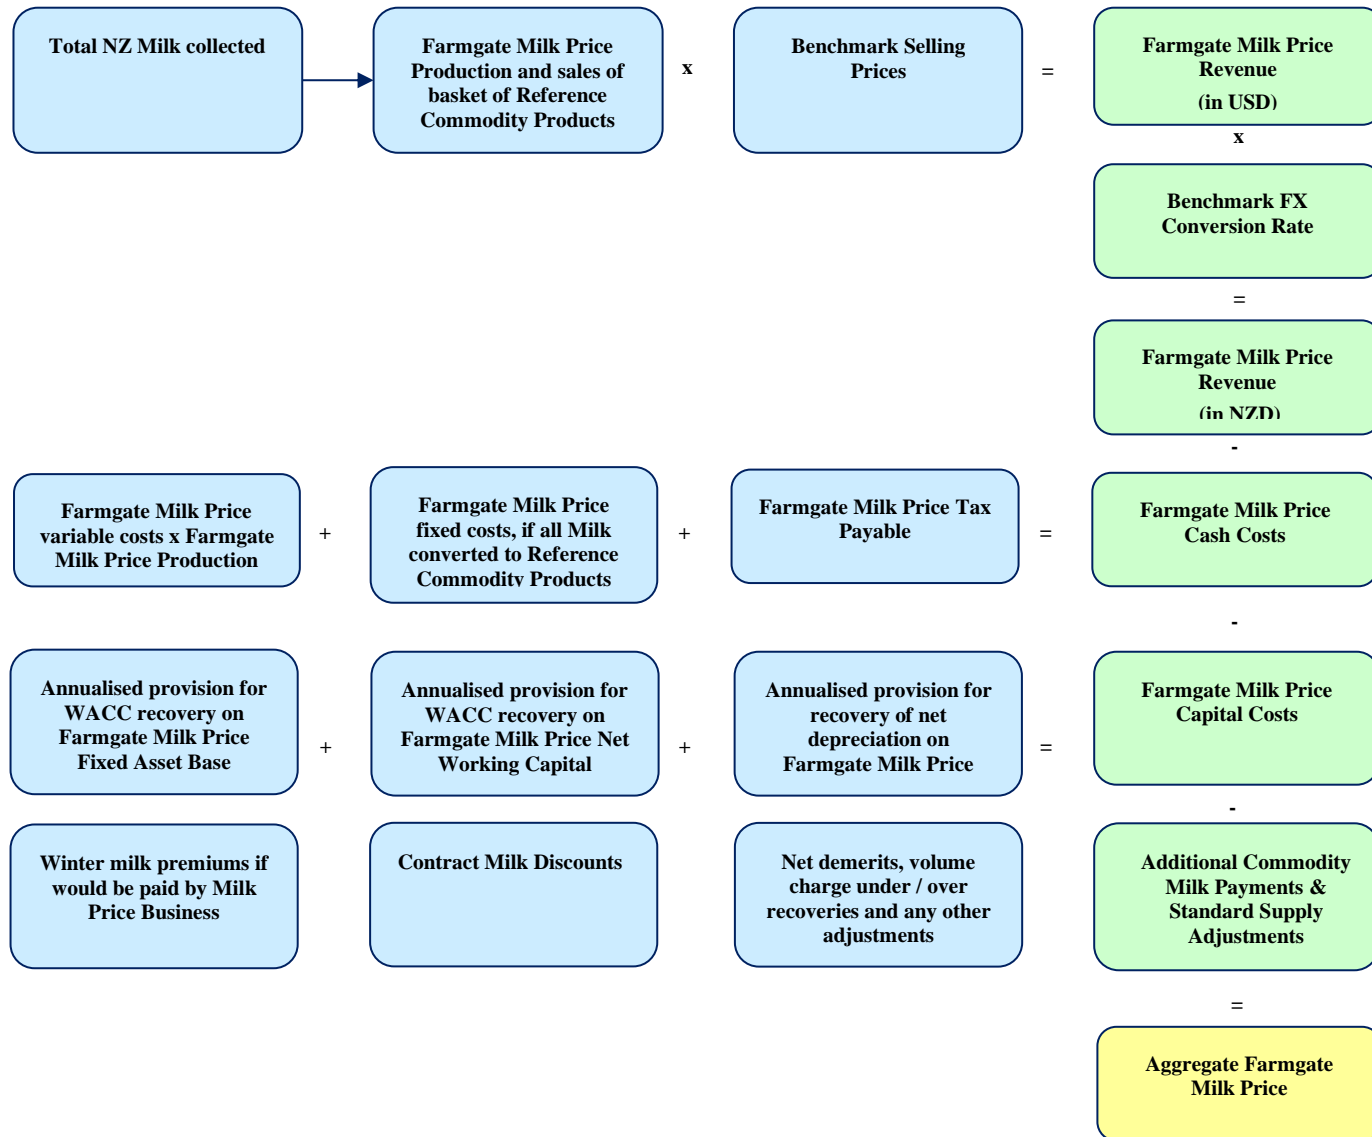 Total NZ Milk collected
Farmgate Milk Price
Production and sales of
basket of Reference
Commodity Products
x
Benchmark Selling
Prices
=
Farmgate Milk Price
Revenue
(in USD)
x
Benchmark FX
Conversion Rate
=
Farmgate Milk Price
Revenue
(in NZD)
-
Farmgate Milk Price
variable costs x Farmgate
Milk Price Production
+
Farmgate Milk Price
fixed costs, if all Milk
converted to Reference
Commodity Products
+
Farmgate Milk Price Tax
Payable
=
Farmgate Milk Price
Cash Costs
-
Annualised provision for
WACC recovery on
Farmgate Milk Price
Fixed Asset Base
+
Annualised provision for
WACC recovery on
Farmgate Milk Price Net
Working Capital
+
Annualised provision for
recovery of net
depreciation on
Farmgate Milk Price
=
Farmgate Milk Price
Capital Costs
-
Winter milk premiums if
would be paid by Milk
Price Business
Contract Milk Discounts
Net demerits, volume
charge under / over
recoveries and any other
adjustments
Additional Commodity
Milk Payments &
Standard Supply
Adjustments
=
Aggregate Farmgate
Milk Price